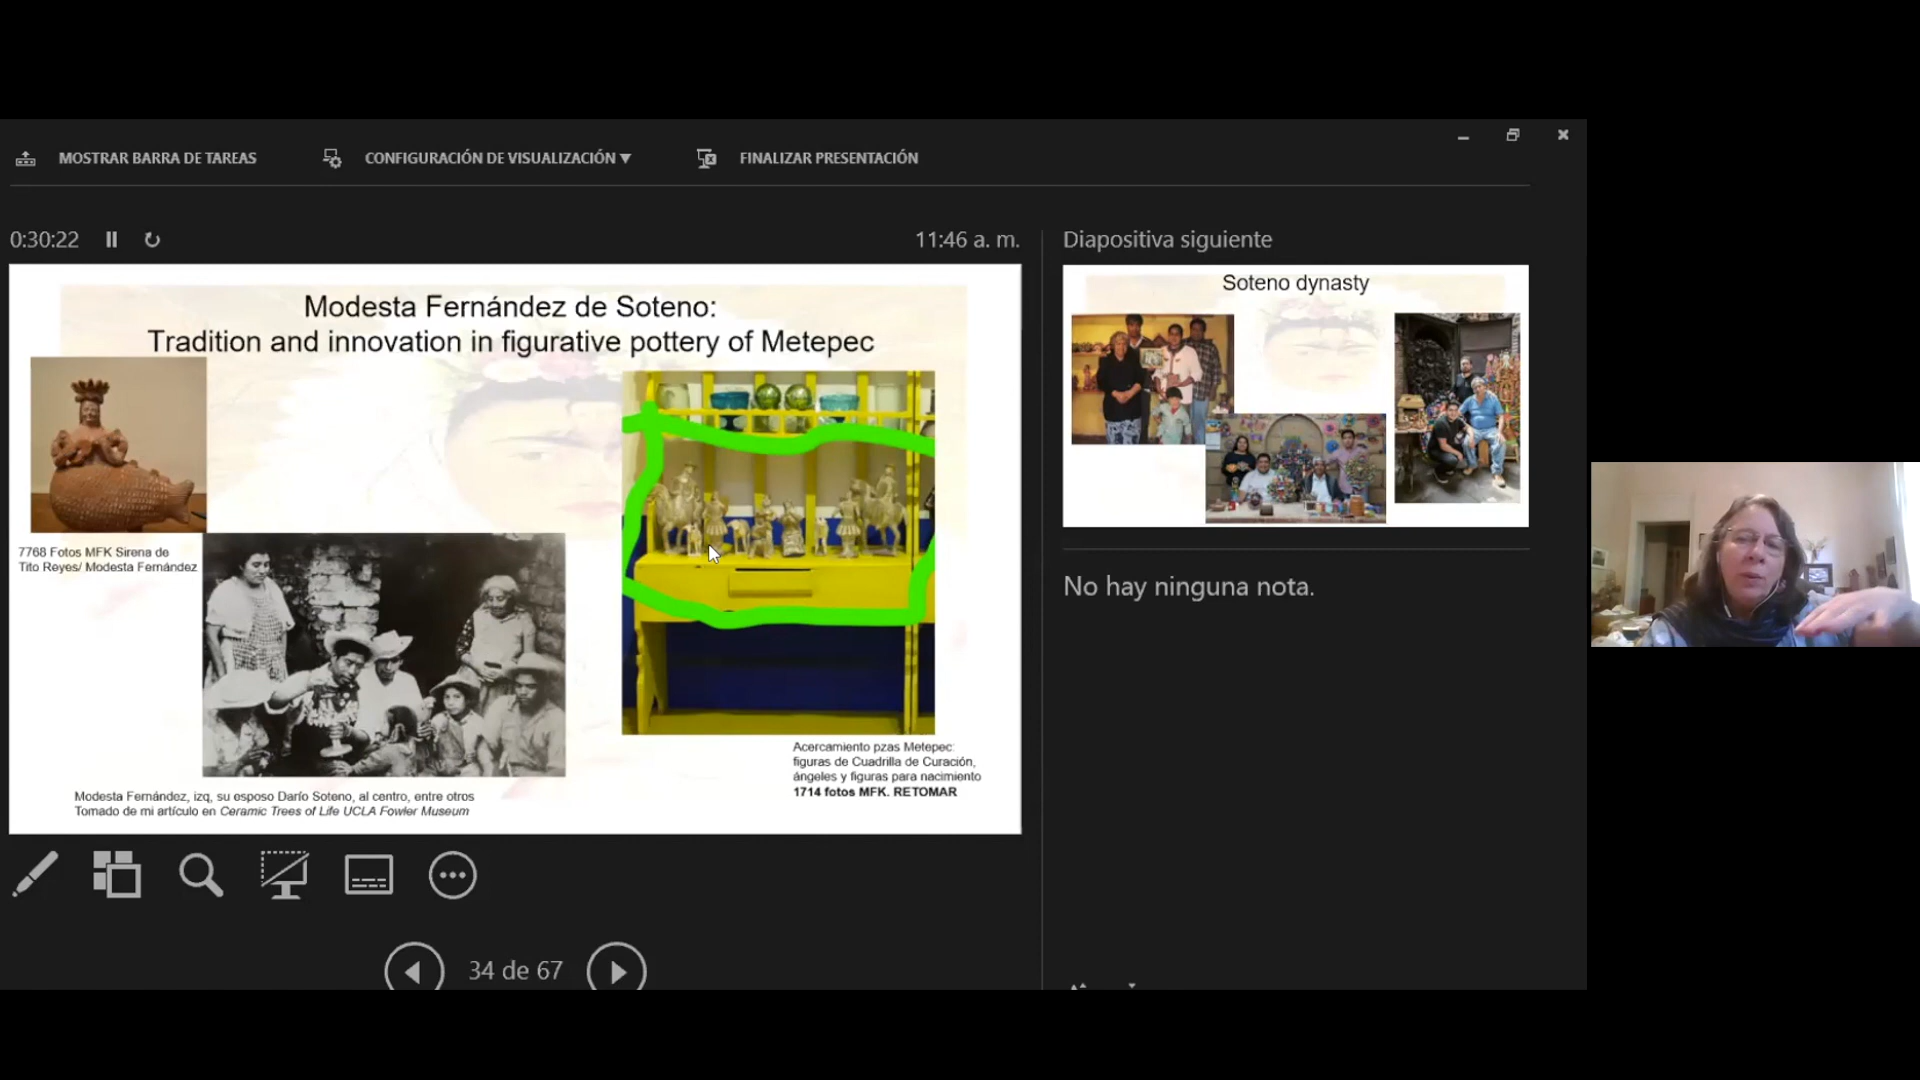 MOSTRAR BARRA DE TAREAS
CONFIGURACIÓN DE VISUALIZACIÓN ▼
FINALIZAR PRESENTACIÓN
0:30:22
11:46 a. m.
Modesta Fernández de Soteno:
Tradition and innovation in figurative pottery of Metepec
7768 Fotos MFK Sirena de
Tito Reyes/ Modesta Fernández
Modesta Fernández, izq, su esposo Darío Soteno, al centro, entre otros
Tomado de mi artículo en Ceramic Trees of Life UCLA Fowler Museum
Acercamiento pzas Metepec:
figuras de Cuadrilla de Curación,
ángeles y figuras para nacimiento
1714 fotos MFK. RETOMAR
34 de 67
Diapositiva siguiente
Soteno dynasty
No hay ninguna nota.